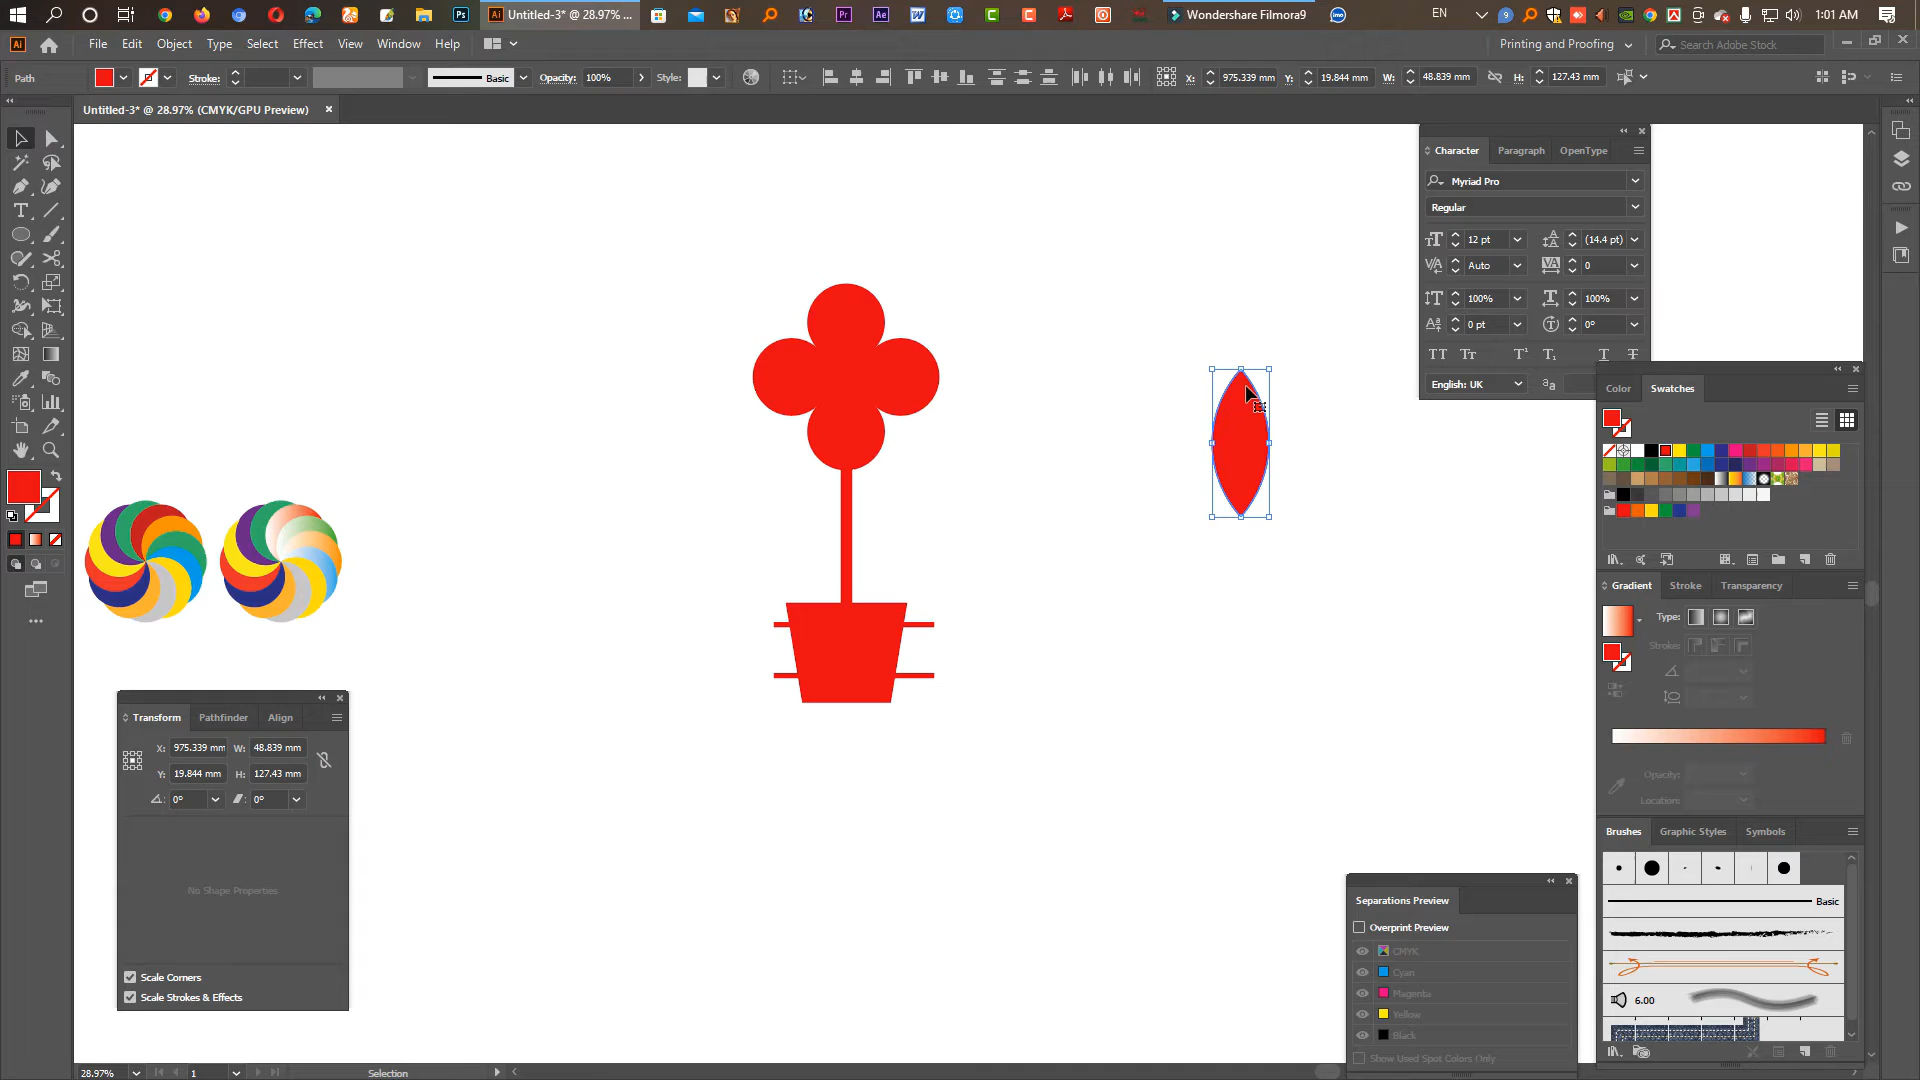 Untitled-3* @ 28.97% ...
Wondershare Filmora9
EN
1:01 AM
File Edit Object Type Select Effect View Window Help
Printing and Proofing
Search Adobe Stock
Path
Stroke:
Basic
Opacity: 100%
Style:
X: 975.339 mm
Y: 19.844 mm
W: 48.839 mm
H: 127.43 mm
Untitled-3* @ 28.97% (CMYK/GPU Preview)
Character Paragraph OpenType
Myriad Pro
Regular
12 pt (14.4 pt)
Auto 0
100% 100%
0 pt 0°
English: UK
Color Swatches
Gradient Stroke Transparency
Type:
Strokes:
Opacity:
Location:
Brushes Graphic Styles Symbols
Basic
6.00
Transform Pathfinder Align
X: 975.339 mm W: 48.839 mm
Y: 19.844 mm H: 127.43 mm
0° 0°
No Shape Properties
Scale Corners
Scale Strokes & Effects
Separations Preview
Overprint Preview
CMYK
Cyan
Magenta
Yellow
Black
Show Used Spot Colors Only
28.97% 1 Selection